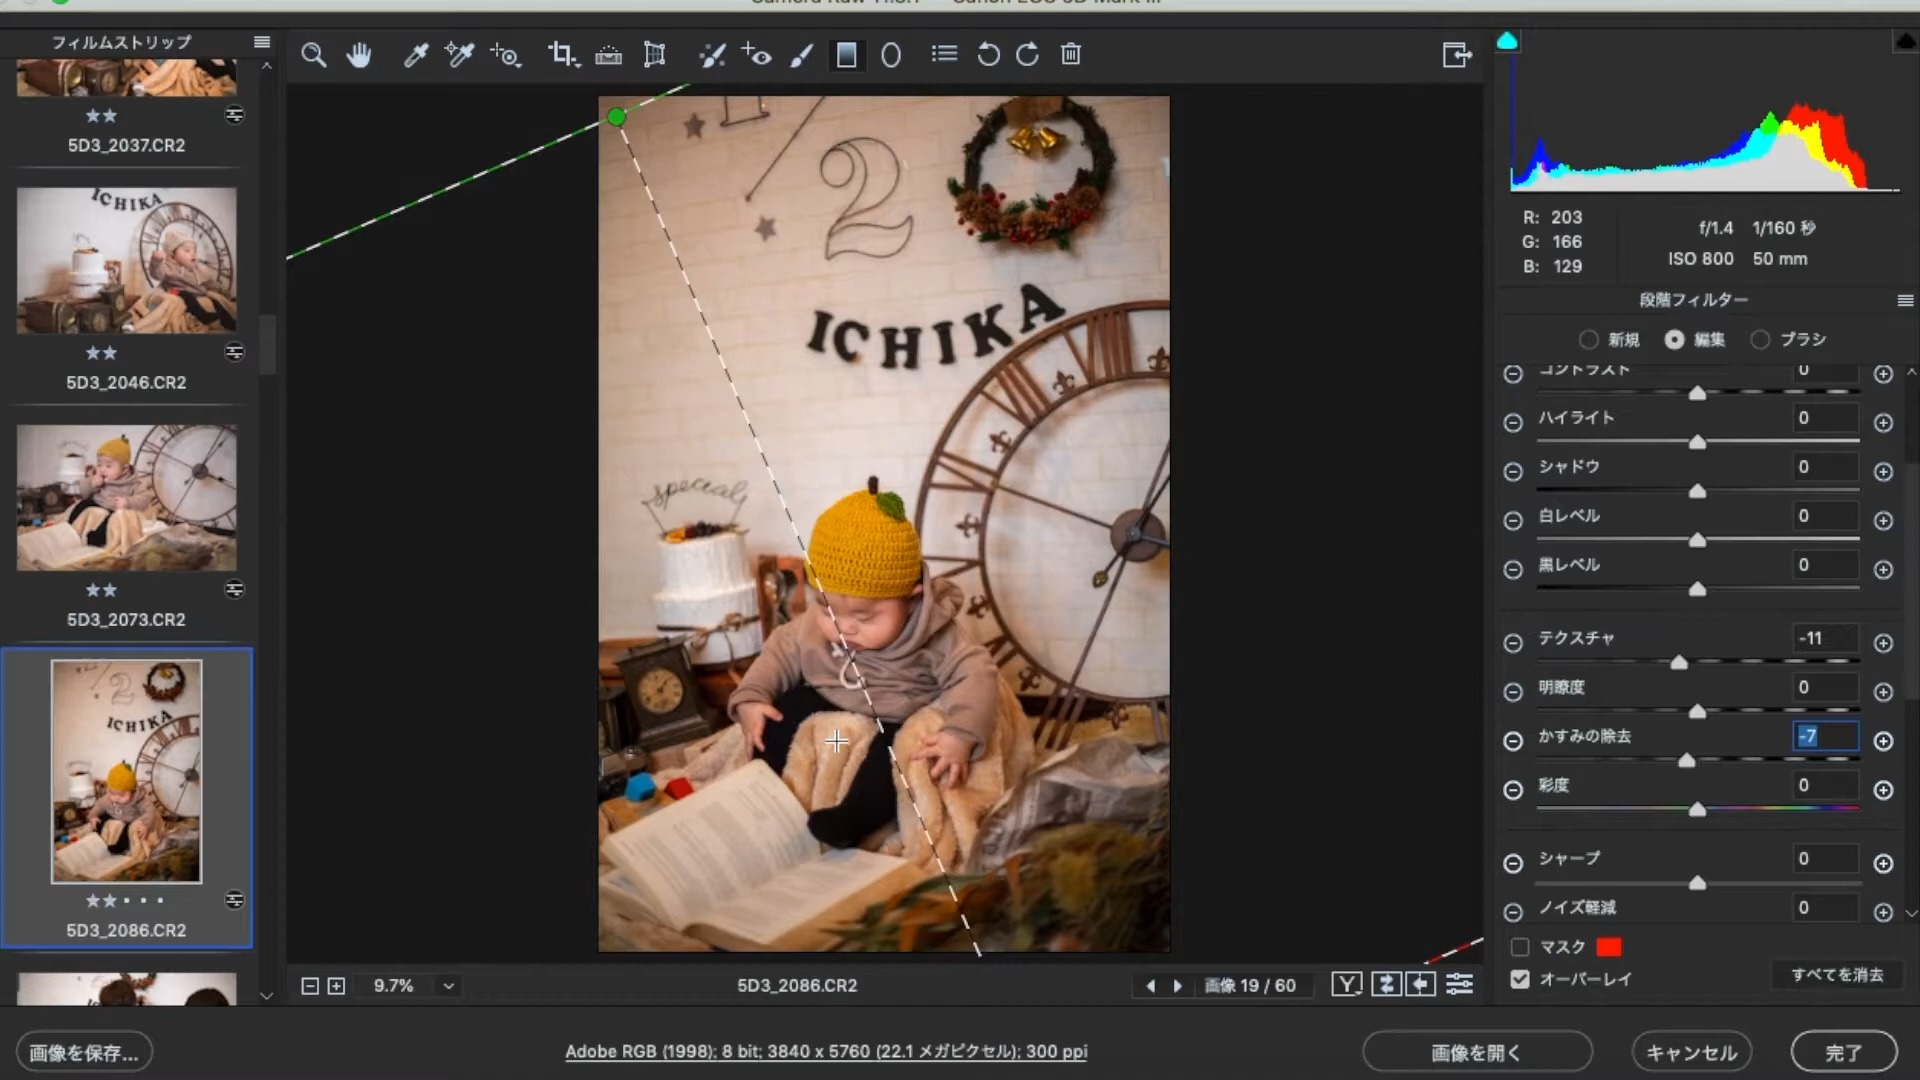 フィルムストリップ
5D3_2037.CR2
ICHIKA
5D3_2046.CR2
5D3_2073.CR2
1/2
ICHIKA
5D3_2086.CR2
1/2
ICHIKA
special
VIII
VII
R: 203
G: 166
B: 129
f/1.4 1/160 秒
ISO 800 50 mm
段階フィルター
新規 編集 ブラシ
コントラスト 0
ハイライト 0
シャドウ 0
白レベル 0
黒レベル 0
テクスチャ -11
明瞭度 0
かすみの除去 -7
彩度 0
シャープ 0
ノイズ軽減 0
マスク
オーバーレイ すべてを消去
9.7% 5D3_2086.CR2 画像 19 / 60 Y
画像を保存... Adobe RGB (1998); 8 bit; 3840 x 5760 (22.1 メガピクセル); 300 ppi 画像を開く キャンセル 完了